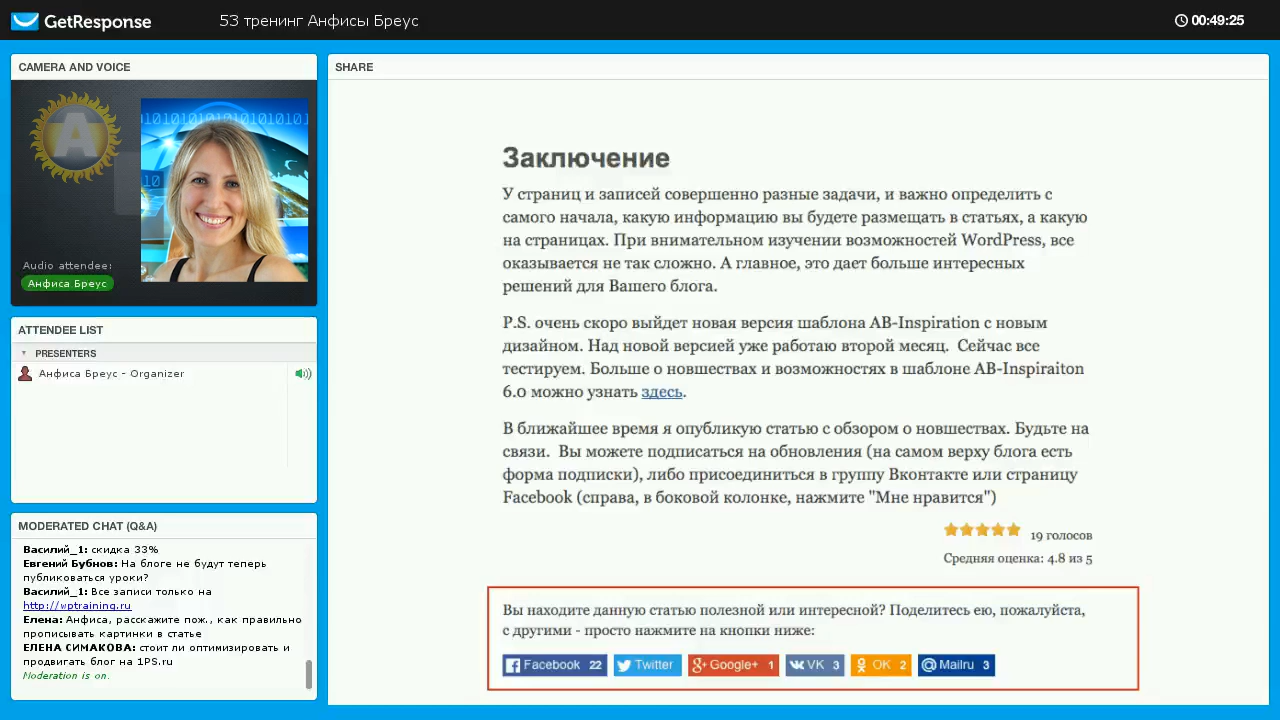 GetResponse
53 тренинг Анфисы Бреус
00:49:25
CAMERA AND VOICE
A
Audio attendee:
Анфиса Бреус
ATTENDEE LIST
PRESENTERS
Анфиса Бреус - Organizer
MODERATED CHAT (Q&A)
Василий_1: скидка 33%
Евгений Бубнов: На блоге не будут теперь
публиковаться уроки?
Василий_1: Все записи только на
http://wptraining.ru
Елена: Анфиса, расскажите пож., как правильно
прописывать картинки в статье
ЕЛЕНА СИМАКОВА: стоит ли оптимизировать и
продвигать блог на 1PS.ru
Moderation is on.
SHARE
Заключение
У страниц и записей совершенно разные задачи, и важно определить с
самого начала, какую информацию вы будете размещать в статьях, а какую
на страницах. При внимательном изучении возможностей WordPress, все
оказывается не так сложно. А главное, это дает больше интересных
решений для Вашего блога.
P.S. очень скоро выйдет новая версия шаблона AB-Inspiration с новым
дизайном. Над новой версией уже работаю второй месяц. Сейчас все
тестируем. Больше о новшествах и возможностях в шаблоне AB-Inspiraiton
6.0 можно узнать здесь.
В ближайшее время я опубликую статью с обзором о новшествах. Будьте на
связи. Вы можете подписаться на обновления (на самом верху блога есть
форма подписки), либо присоединиться в группу Вконтакте или страницу
Facebook (справа, в боковой колонке, нажмите "Мне нравится")
19 голосов
Средняя оценка: 4.8 из 5
Вы находите данную статью полезной или интересной? Поделитесь ею, пожалуйста,
с другими - просто нажмите на кнопки ниже:
Facebook 22 Twitter Google+ 1 VK 3 OK 2 Mailru 3